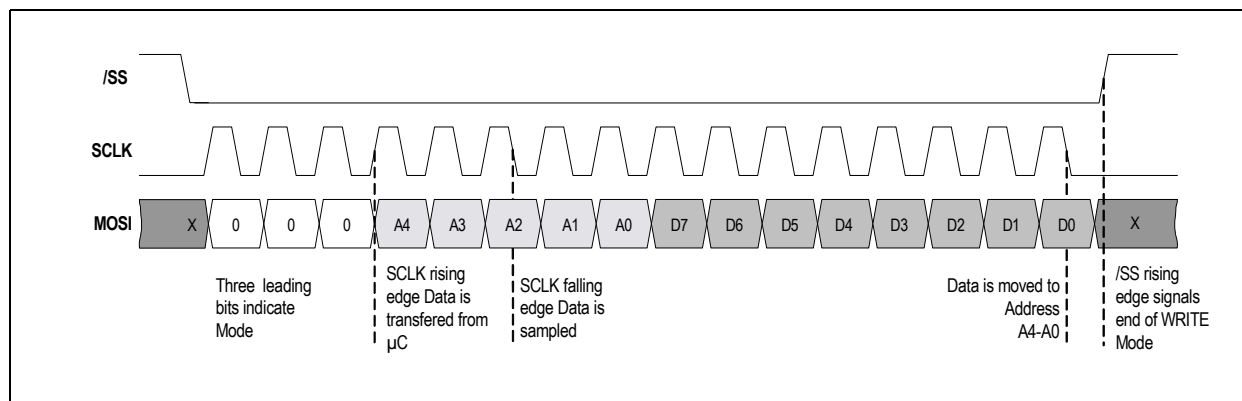 /SS
SCLK
MOSI X 0 0 0 A4 A3 A2 A1 A0 D7 D6 D5 D4 D3 D2 D1 D0 X
Three leading
bits indicate
Mode
SCLK rising
edge Data is
transfered from
µC
SCLK falling
edge Data is
sampled
Data is moved to
Address
A4-A0
/SS rising
edge signals
end of WRITE
Mode